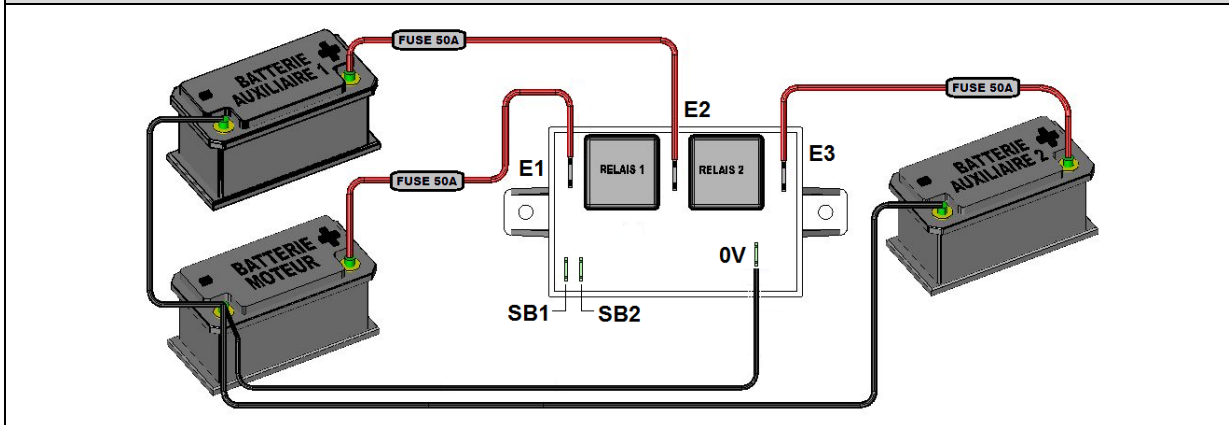 BATTERIE
AUXILIAIRE 1
FUSE 50A
BATTERIE
MOTEUR
FUSE 50A
E1
RELAIS 1
E2
RELAIS 2
E3
0V
SB1
SB2
FUSE 50A
BATTERIE
AUXILIAIRE 2